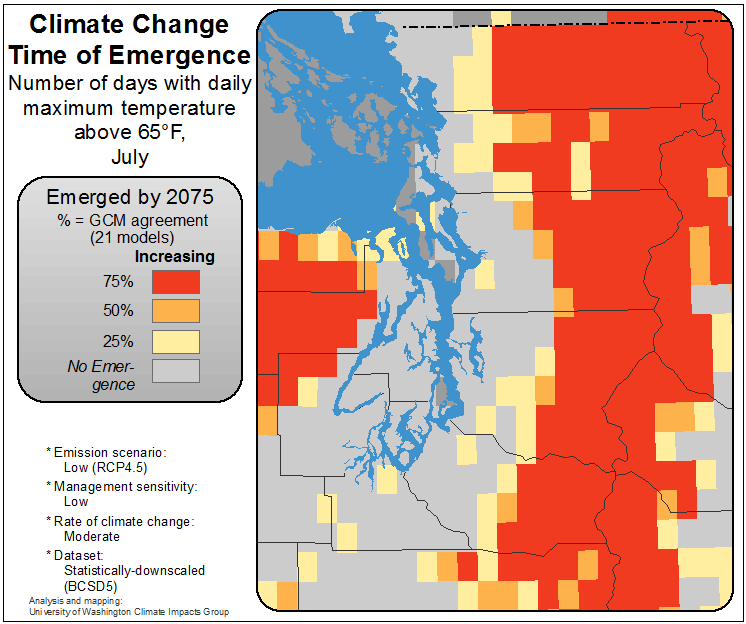 Climate Change
Time of Emergence
Number of days with daily
maximum temperature
above 65°F,
July
Emerged by 2075
% = GCM agreement
(21 models)
Increasing
75%
50%
25%
No Emer-
gence
* Emission scenario:
Low (RCP4.5)
* Management sensitivity:
Low
* Rate of climate change:
Moderate
* Dataset:
Statistically-downscaled
(BCSD5)
Analysis and mapping:
University of Washington Climate Impacts Group